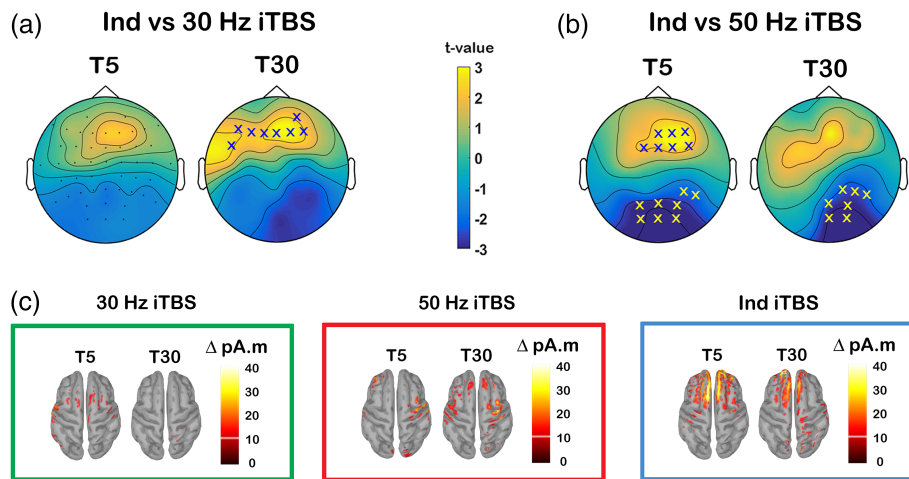 (a) Ind vs 30 Hz iTBS
T5 T30
t-value
3
2
1
0
-1
-2
-3
(b) Ind vs 50 Hz iTBS
T5 T30
x x x x x x x x
x x x x x x x
x x x x x x x x
x x x x x x x
(c)
30 Hz iTBS
T5 T30
Δ pA.m
40
30
20
10
0
50 Hz iTBS
T5 T30
Δ pA.m
40
30
20
10
0
Ind iTBS
T5 T30
Δ pA.m
40
30
20
10
0